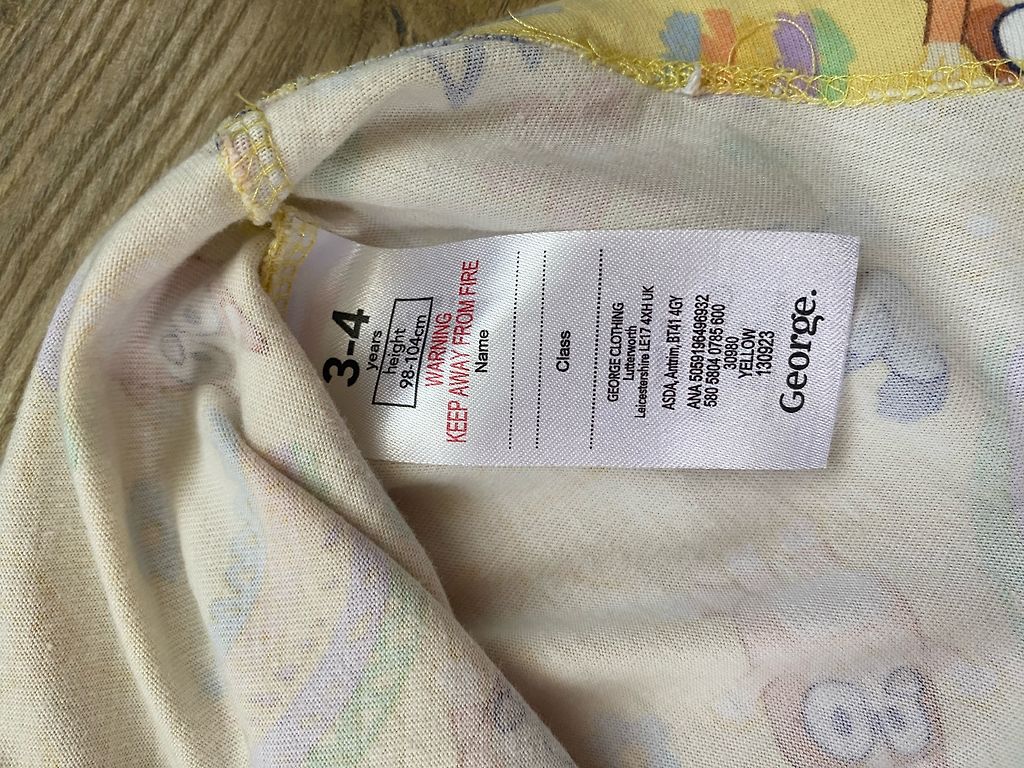 3-4
years
height
98-104cm
WARNING
KEEP AWAY FROM FIRE
Name
Class
GEORGE CLOTHING
Lutterworth
Leicestershire LE17 4XH UK
ASDA, Antrim, BT41 4GY
ANA 5059196496932
580 5804 0785 600
30980
YELLOW
130923
George.